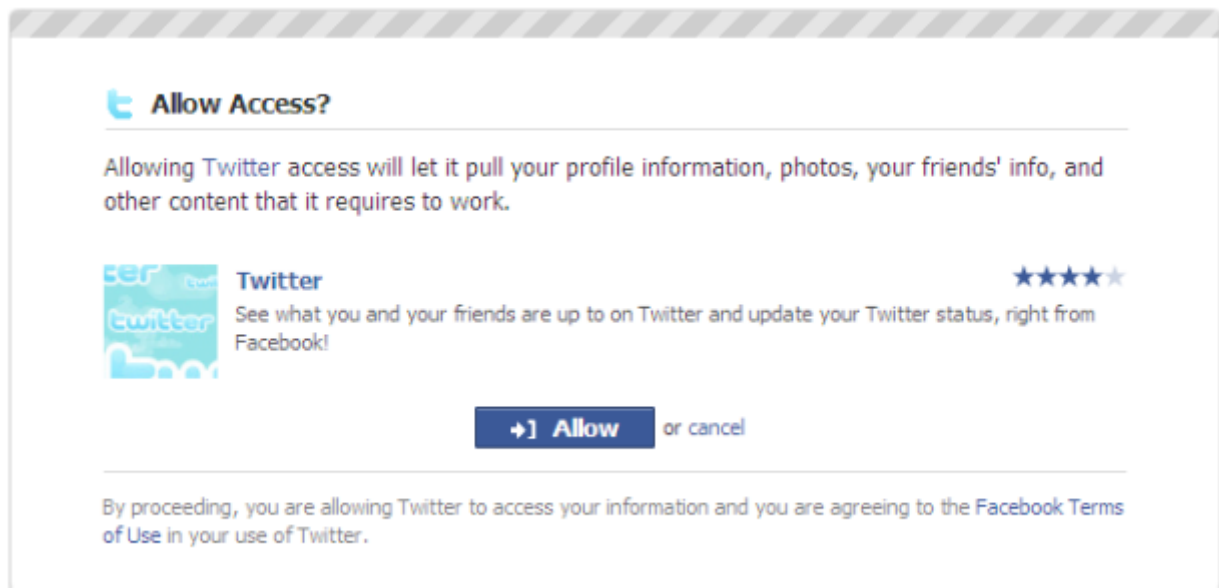 Allow Access?
Allowing Twitter access will let it pull your profile information, photos, your friends' info, and
other content that it requires to work.
twitter
Twitter
See what you and your friends are up to on Twitter and update your Twitter status, right from
Facebook!
Allow or cancel
By proceeding, you are allowing Twitter to access your information and you are agreeing to the Facebook Terms
of Use in your use of Twitter.